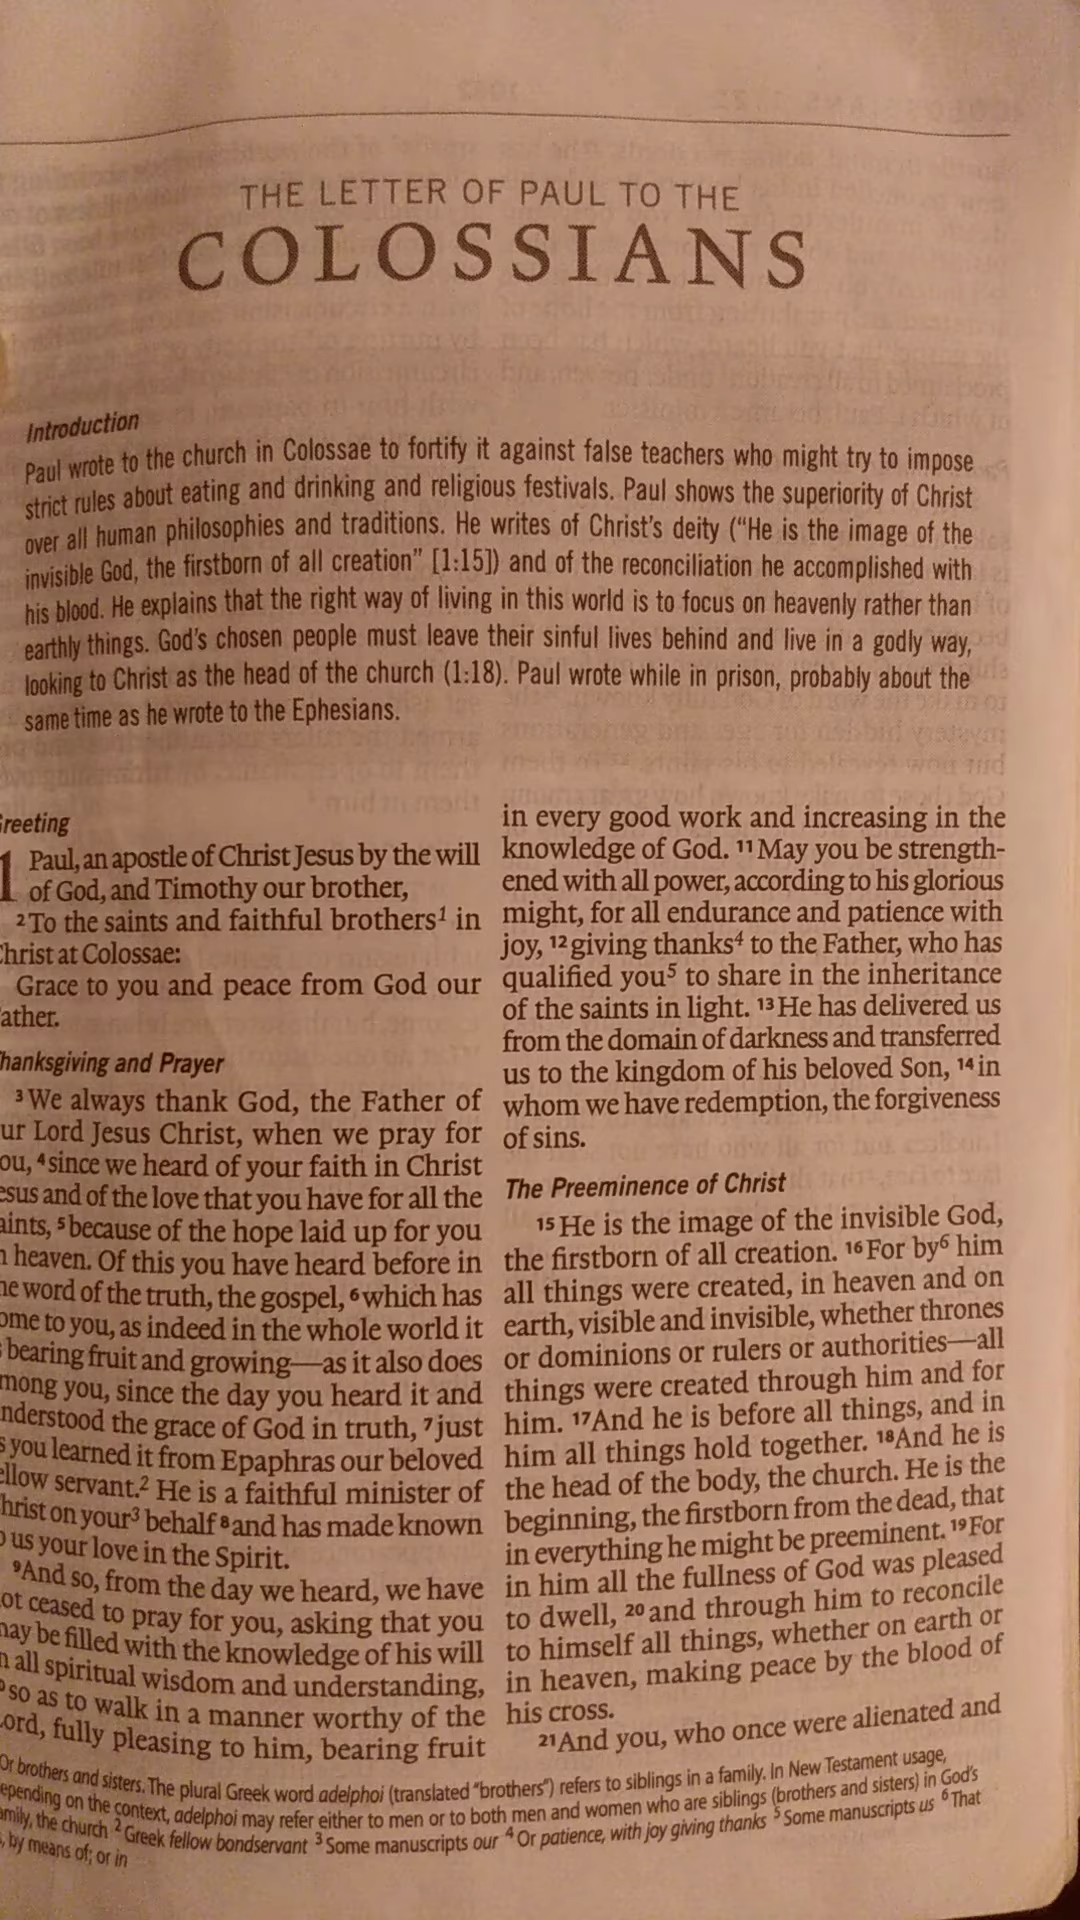 THE LETTER OF PAUL TO THE
COLOSSIANS
Introduction
Paul wrote to the church in Colossae to fortify it against false teachers who might try to impose
strict rules about eating and drinking and religious festivals. Paul shows the superiority of Christ
over all human philosophies and traditions. He writes of Christ's deity (“He is the image of the
invisible God, the firstborn of all creation” [1:15]) and of the reconciliation he accomplished with
his blood. He explains that the right way of living in this world is to focus on heavenly rather than
earthly things. God's chosen people must leave their sinful lives behind and live in a godly way,
looking to Christ as the head of the church (1:18). Paul wrote while in prison, probably about the
same time as he wrote to the Ephesians.
reeting
1 Paul, an apostle of Christ Jesus by the will
of God, and Timothy our brother,
2 To the saints and faithful brothers1 in
Christ at Colossae:
Grace to you and peace from God our
ather.
hanksgiving and Prayer
3 We always thank God, the Father of
ur Lord Jesus Christ, when we pray for
ou, 4 since we heard of your faith in Christ
esus and of the love that you have for all the
aints, 5 because of the hope laid up for you
n heaven. Of this you have heard before in
he word of the truth, the gospel, 6 which has
ome to you, as indeed in the whole world it
s bearing fruit and growing—as it also does
mong you, since the day you heard it and
nderstood the grace of God in truth, 7 just
s you learned it from Epaphras our beloved
ellow servant.2 He is a faithful minister of
hrist on your3 behalf 8 and has made known
o us your love in the Spirit.
9 And so, from the day we heard, we have
ot ceased to pray for you, asking that you
may be filled with the knowledge of his will
n all spiritual wisdom and understanding,
0 so as to walk in a manner worthy of the
Lord, fully pleasing to him, bearing fruit
in every good work and increasing in the
knowledge of God. 11 May you be strength-
ened with all power, according to his glorious
might, for all endurance and patience with
joy, 12 giving thanks4 to the Father, who has
qualified you5 to share in the inheritance
of the saints in light. 13 He has delivered us
from the domain of darkness and transferred
us to the kingdom of his beloved Son, 14 in
whom we have redemption, the forgiveness
of sins.
The Preeminence of Christ
15 He is the image of the invisible God,
the firstborn of all creation. 16 For by6 him
all things were created, in heaven and on
earth, visible and invisible, whether thrones
or dominions or rulers or authorities—all
things were created through him and for
him. 17 And he is before all things, and in
him all things hold together. 18 And he is
the head of the body, the church. He is the
beginning, the firstborn from the dead, that
in everything he might be preeminent. 19 For
in him all the fullness of God was pleased
to dwell, 20 and through him to reconcile
to himself all things, whether on earth or
in heaven, making peace by the blood of
his cross.
21 And you, who once were alienated and
Or brothers and sisters. The plural Greek word adelphoi (translated “brothers”) refers to siblings in a family. In New Testament usage,
epending on the context, adelphoi may refer either to men or to both men and women who are siblings (brothers and sisters) in God's
amily, the church 2 Greek fellow bondservant 3 Some manuscripts our 4 Or patience, with joy giving thanks 5 Some manuscripts us 6 That
, by means of; or in